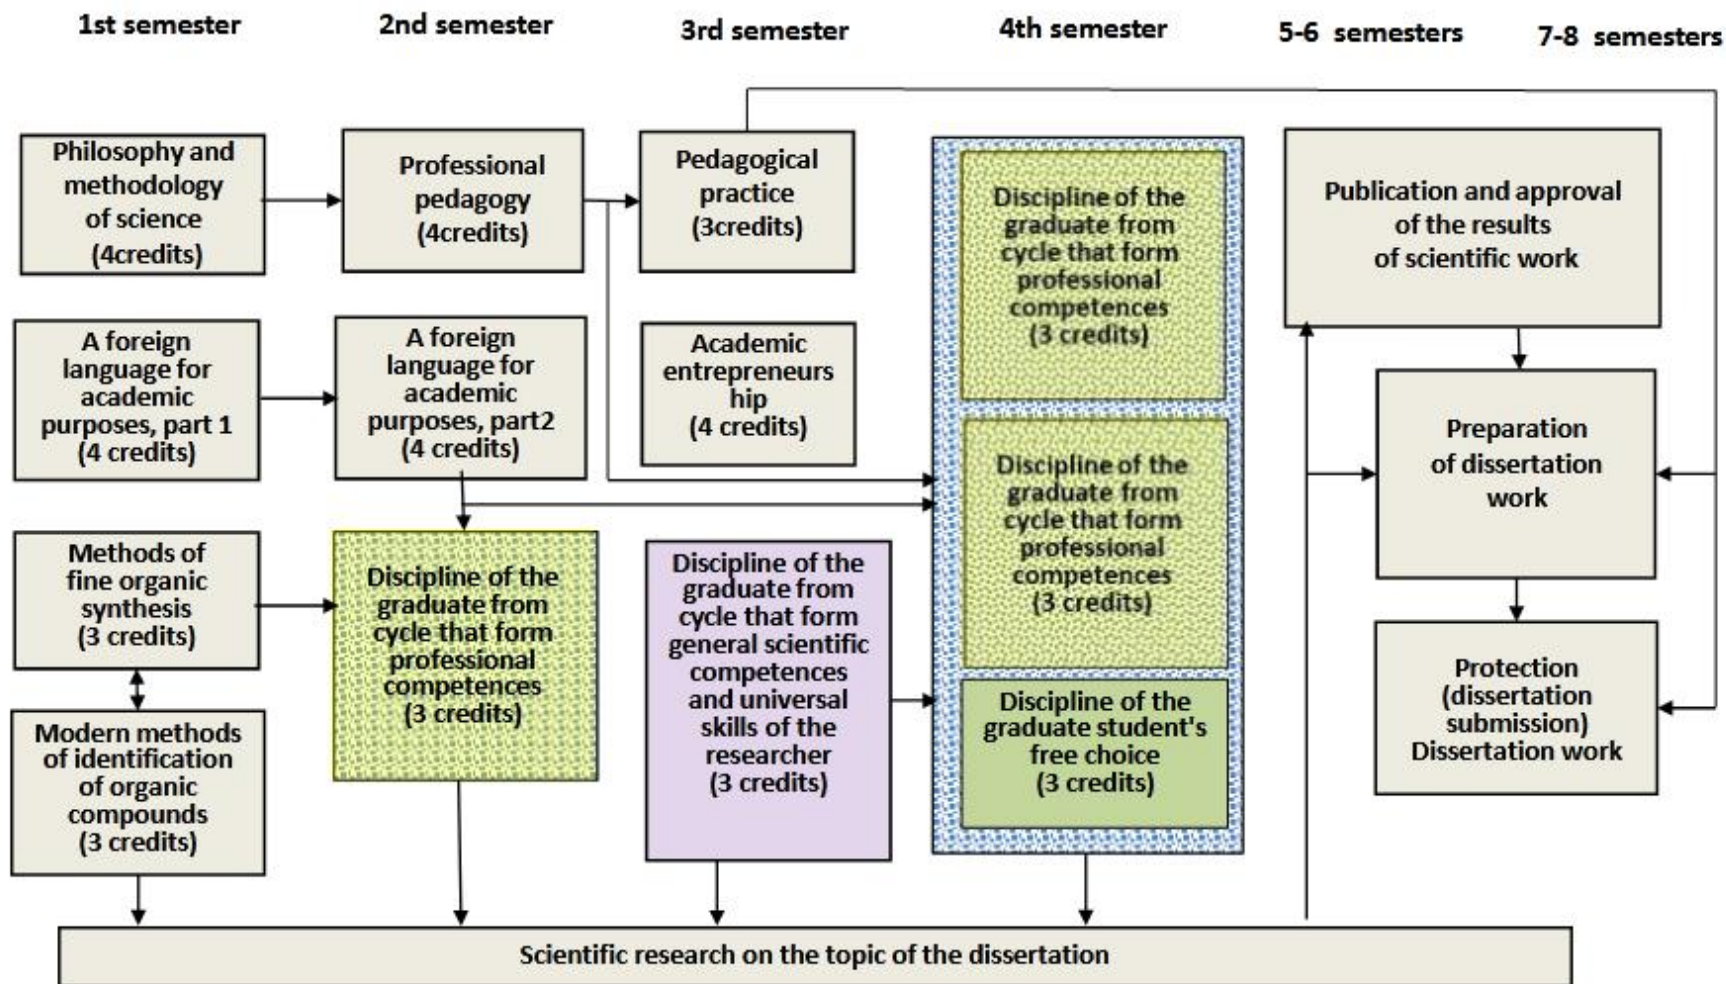 1st semester
2nd semester
3rd semester
4th semester
5-6 semesters
7-8 semesters
Philosophy and
methodology
of science
(4credits)
Professional
pedagogy
(4credits)
Pedagogical
practice
(3credits)
Discipline of the
graduate from
cycle that form
professional
competences
(3 credits)
Publication and approval
of the results
of scientific work
A foreign
language for
academic
purposes, part 1
(4 credits)
A foreign
language for
academic
purposes, part2
(4 credits)
Academic
entrepreneurs
hip
(4 credits)
Discipline of the
graduate from
cycle that form
professional
competences
(3 credits)
Preparation
of dissertation
work
Methods of
fine organic
synthesis
(3 credits)
Discipline of the
graduate from
cycle that form
professional
competences
(3 credits)
Discipline of the
graduate from
cycle that form
general scientific
competences
and universal
skills of the
researcher
(3 credits)
Discipline of the
graduate student's
free choice
(3 credits)
Protection
(dissertation
submission)
Dissertation work
Modern methods
of identification
of organic
compounds
(3 credits)
Scientific research on the topic of the dissertation